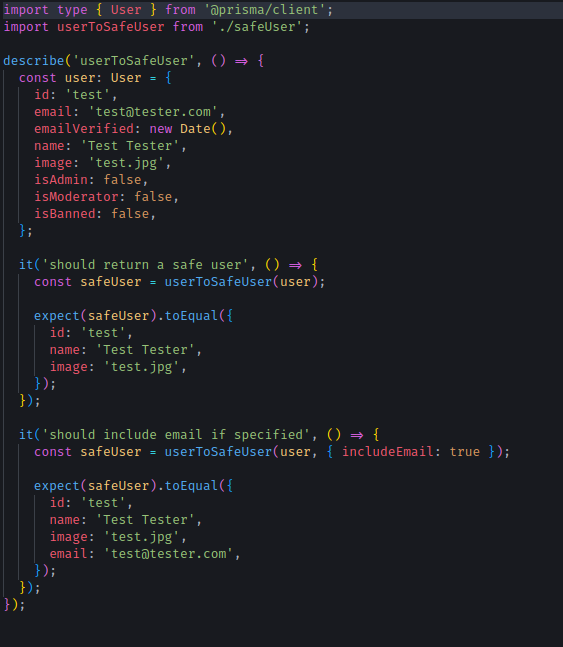 import type { User } from '@prisma/client';
import userToSafeUser from './safeUser';

describe('userToSafeUser', () => {
  const user: User = {
    id: 'test',
    email: 'test@tester.com',
    emailVerified: new Date(),
    name: 'Test Tester',
    image: 'test.jpg',
    isAdmin: false,
    isModerator: false,
    isBanned: false,
  };

  it('should return a safe user', () => {
    const safeUser = userToSafeUser(user);

    expect(safeUser).toEqual({
      id: 'test',
      name: 'Test Tester',
      image: 'test.jpg',
    });
  });

  it('should include email if specified', () => {
    const safeUser = userToSafeUser(user, { includeEmail: true });

    expect(safeUser).toEqual({
      id: 'test',
      name: 'Test Tester',
      image: 'test.jpg',
      email: 'test@tester.com',
    });
  });
});